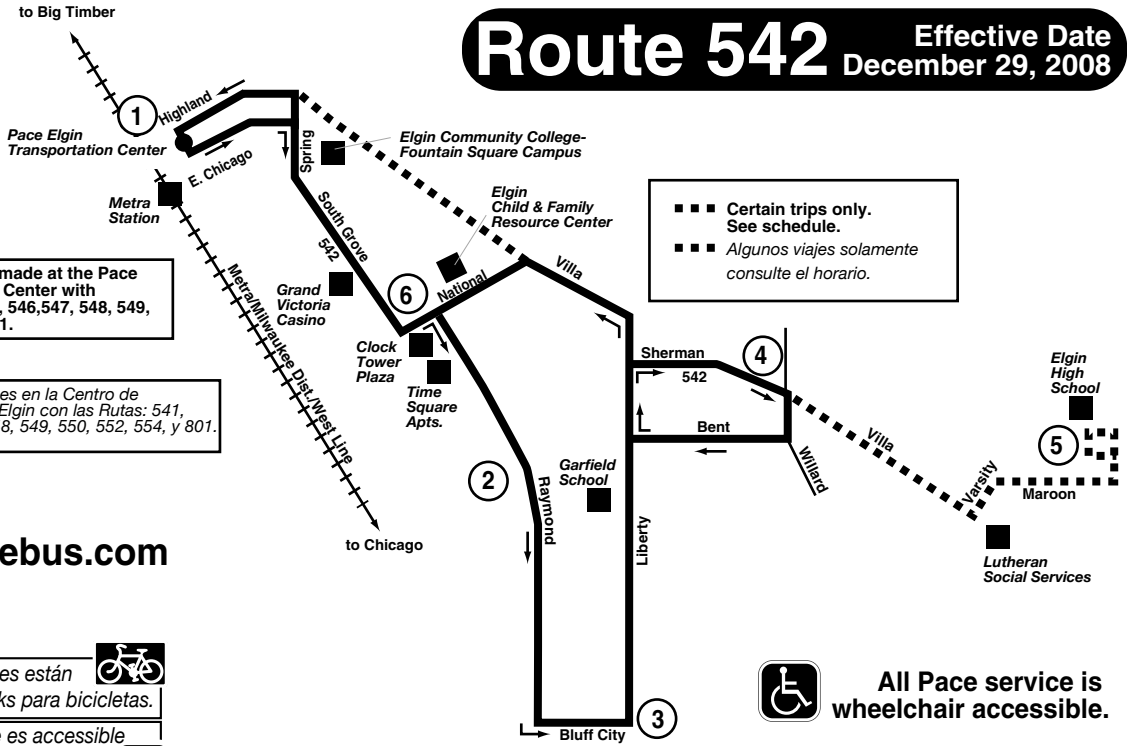 to Big Timber
Route 542
Effective Date
December 29, 2008
1
Highland
Pace Elgin
Transportation Center
E. Chicago
Spring
Elgin Community College-
Fountain Square Campus
Metra
Station
South Grove
542
Elgin
Child & Family
Resource Center
Certain trips only.
See schedule.
Algunos viajes solamente
consulte el horario.
made at the Pace
Center with
, 546,547, 548, 549,
1.
Metra/Milwaukee Dist./West Line
Grand
Victoria
Casino
6
National
Villa
Clock
Tower
Plaza
Time
Square
Apts.
Sherman
542
4
Elgin
High
School
5
es en la Centro de
Elgin con las Rutas: 541,
8, 549, 550, 552, 554, y 801.
Bent
Willard
Villa
Varsity
Maroon
2
Raymond
Garfield
School
Liberty
to Chicago
Lutheran
Social Services
ebus.com
es están
ks para bicicletas.
e es accessible
3
Bluff City
All Pace service is
wheelchair accessible.